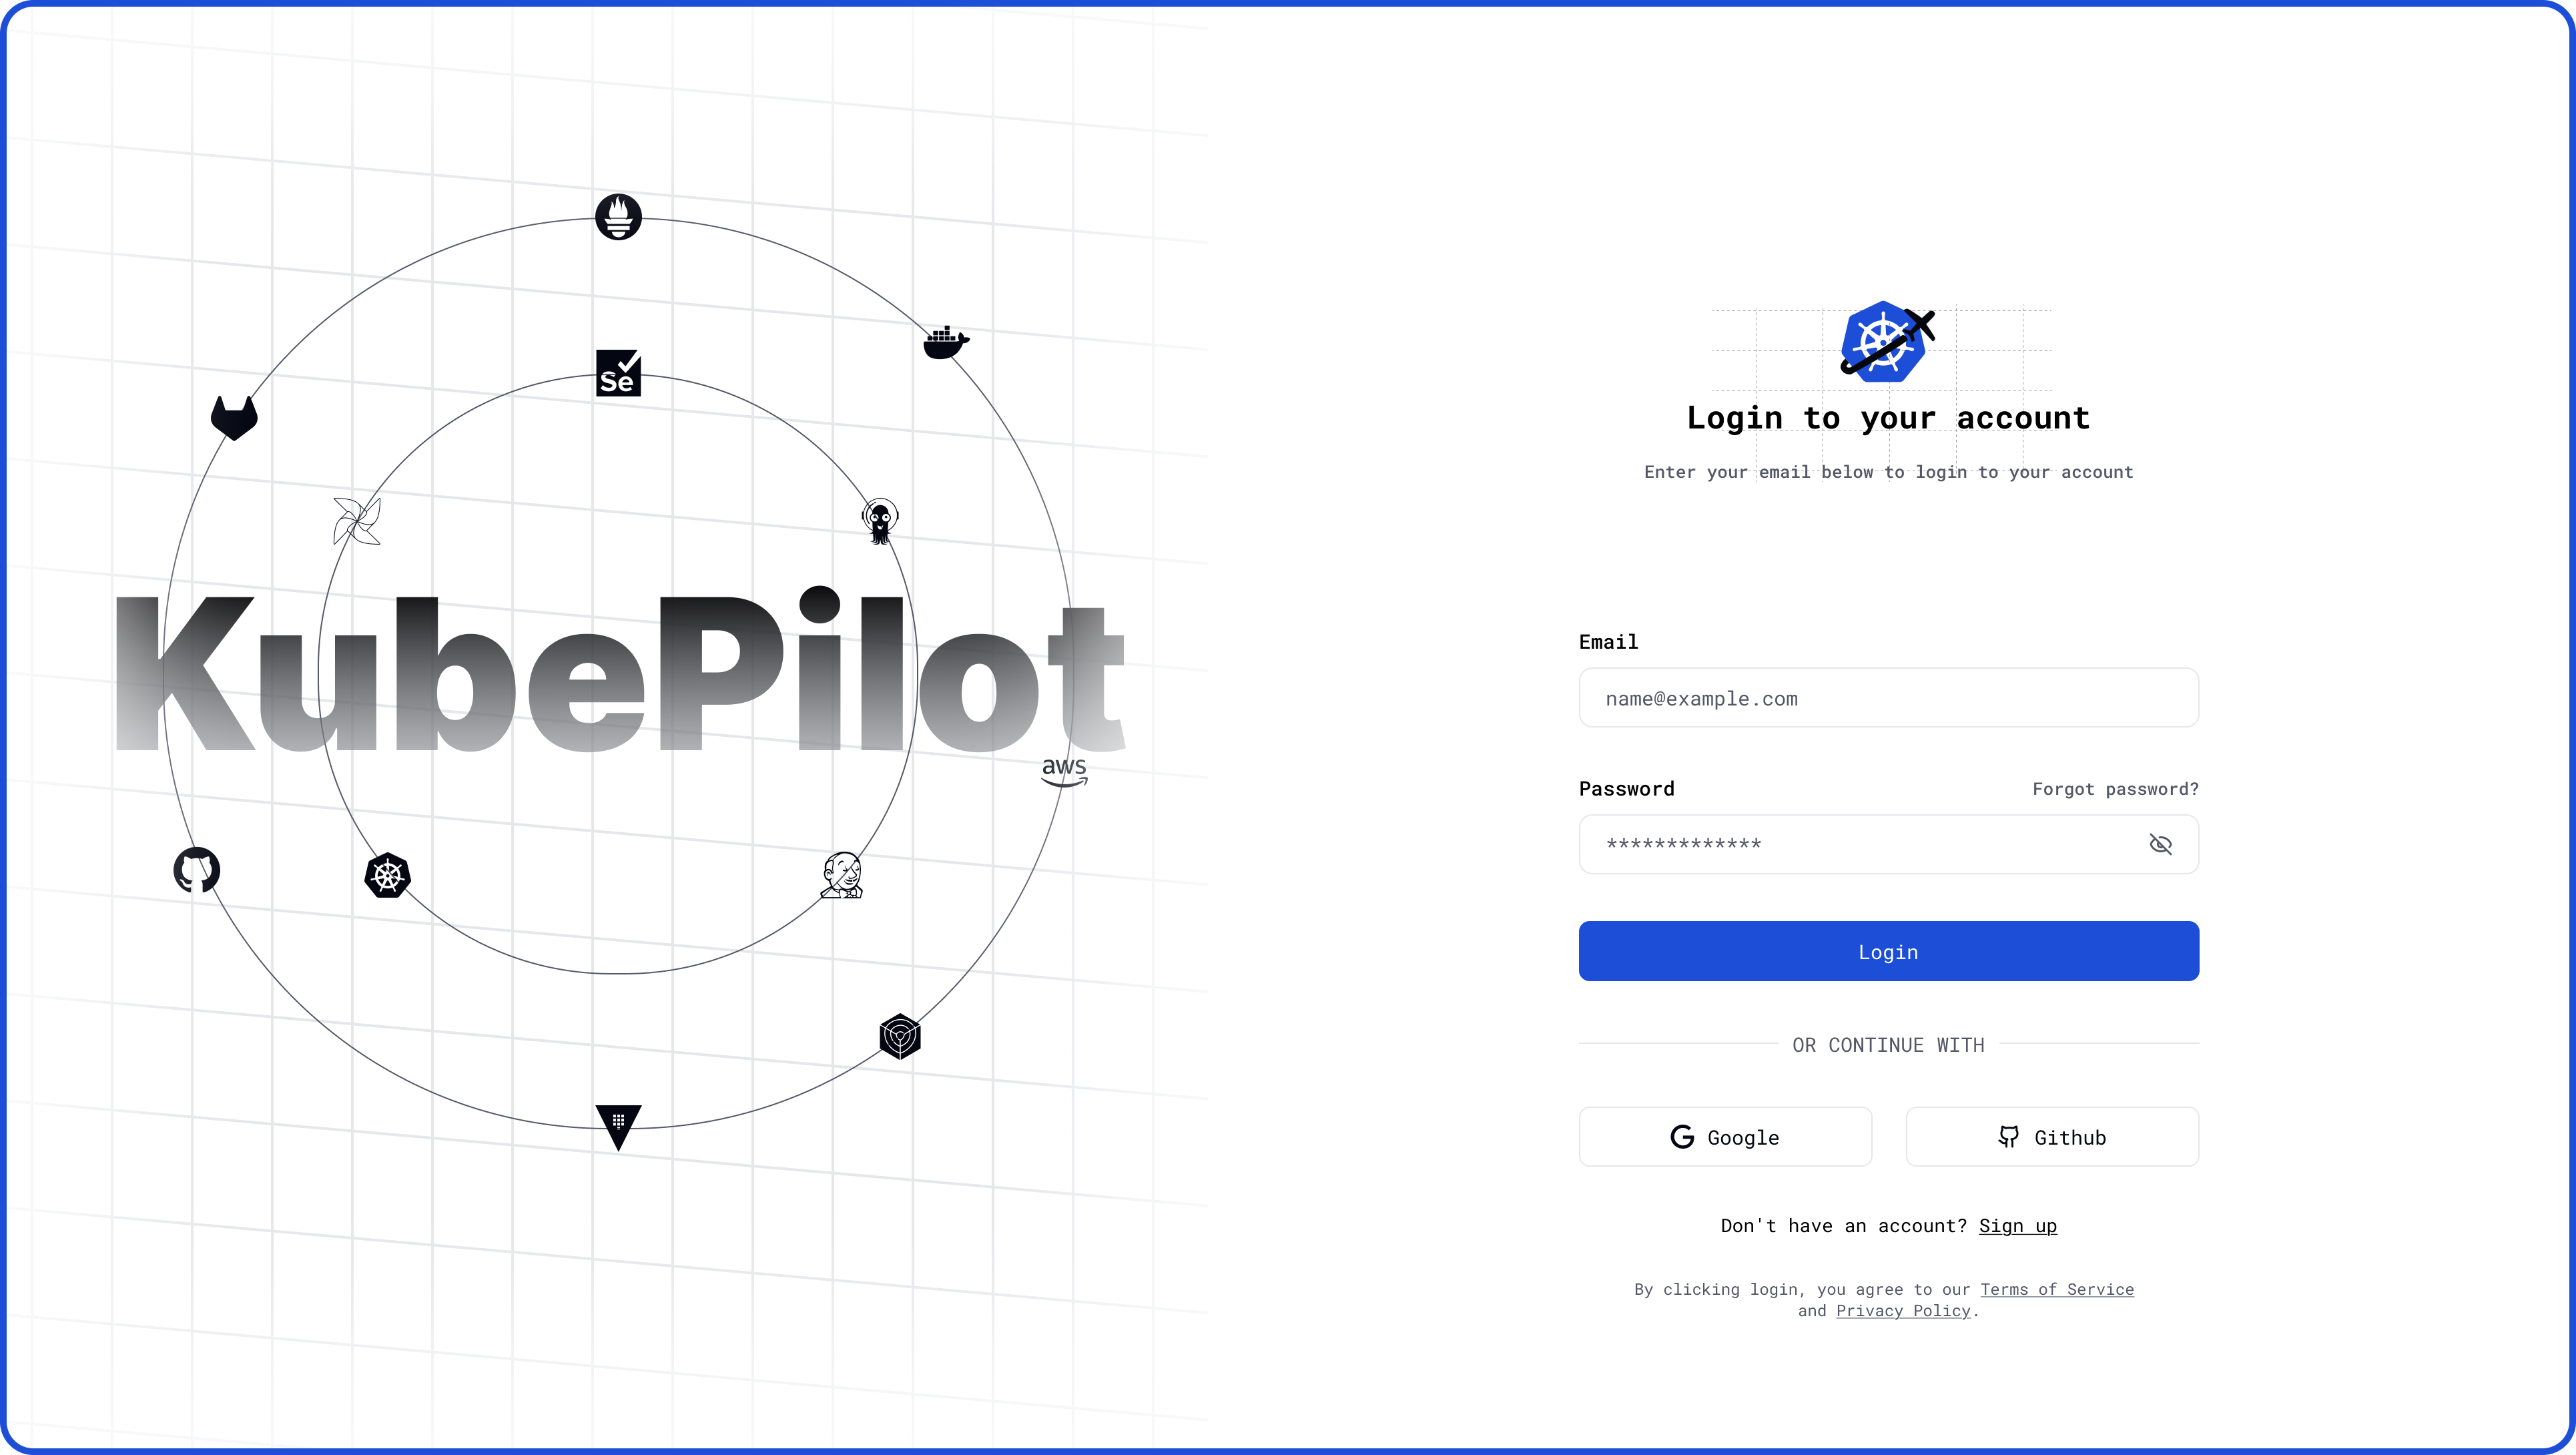 Se
KubePilot
aws
Login to your account
Enter your email below to login to your account
Email
name@example.com
Password Forgot password?
*************
Login
OR CONTINUE WITH
Google Github
Don't have an account? Sign up
By clicking login, you agree to our Terms of Service
and Privacy Policy.